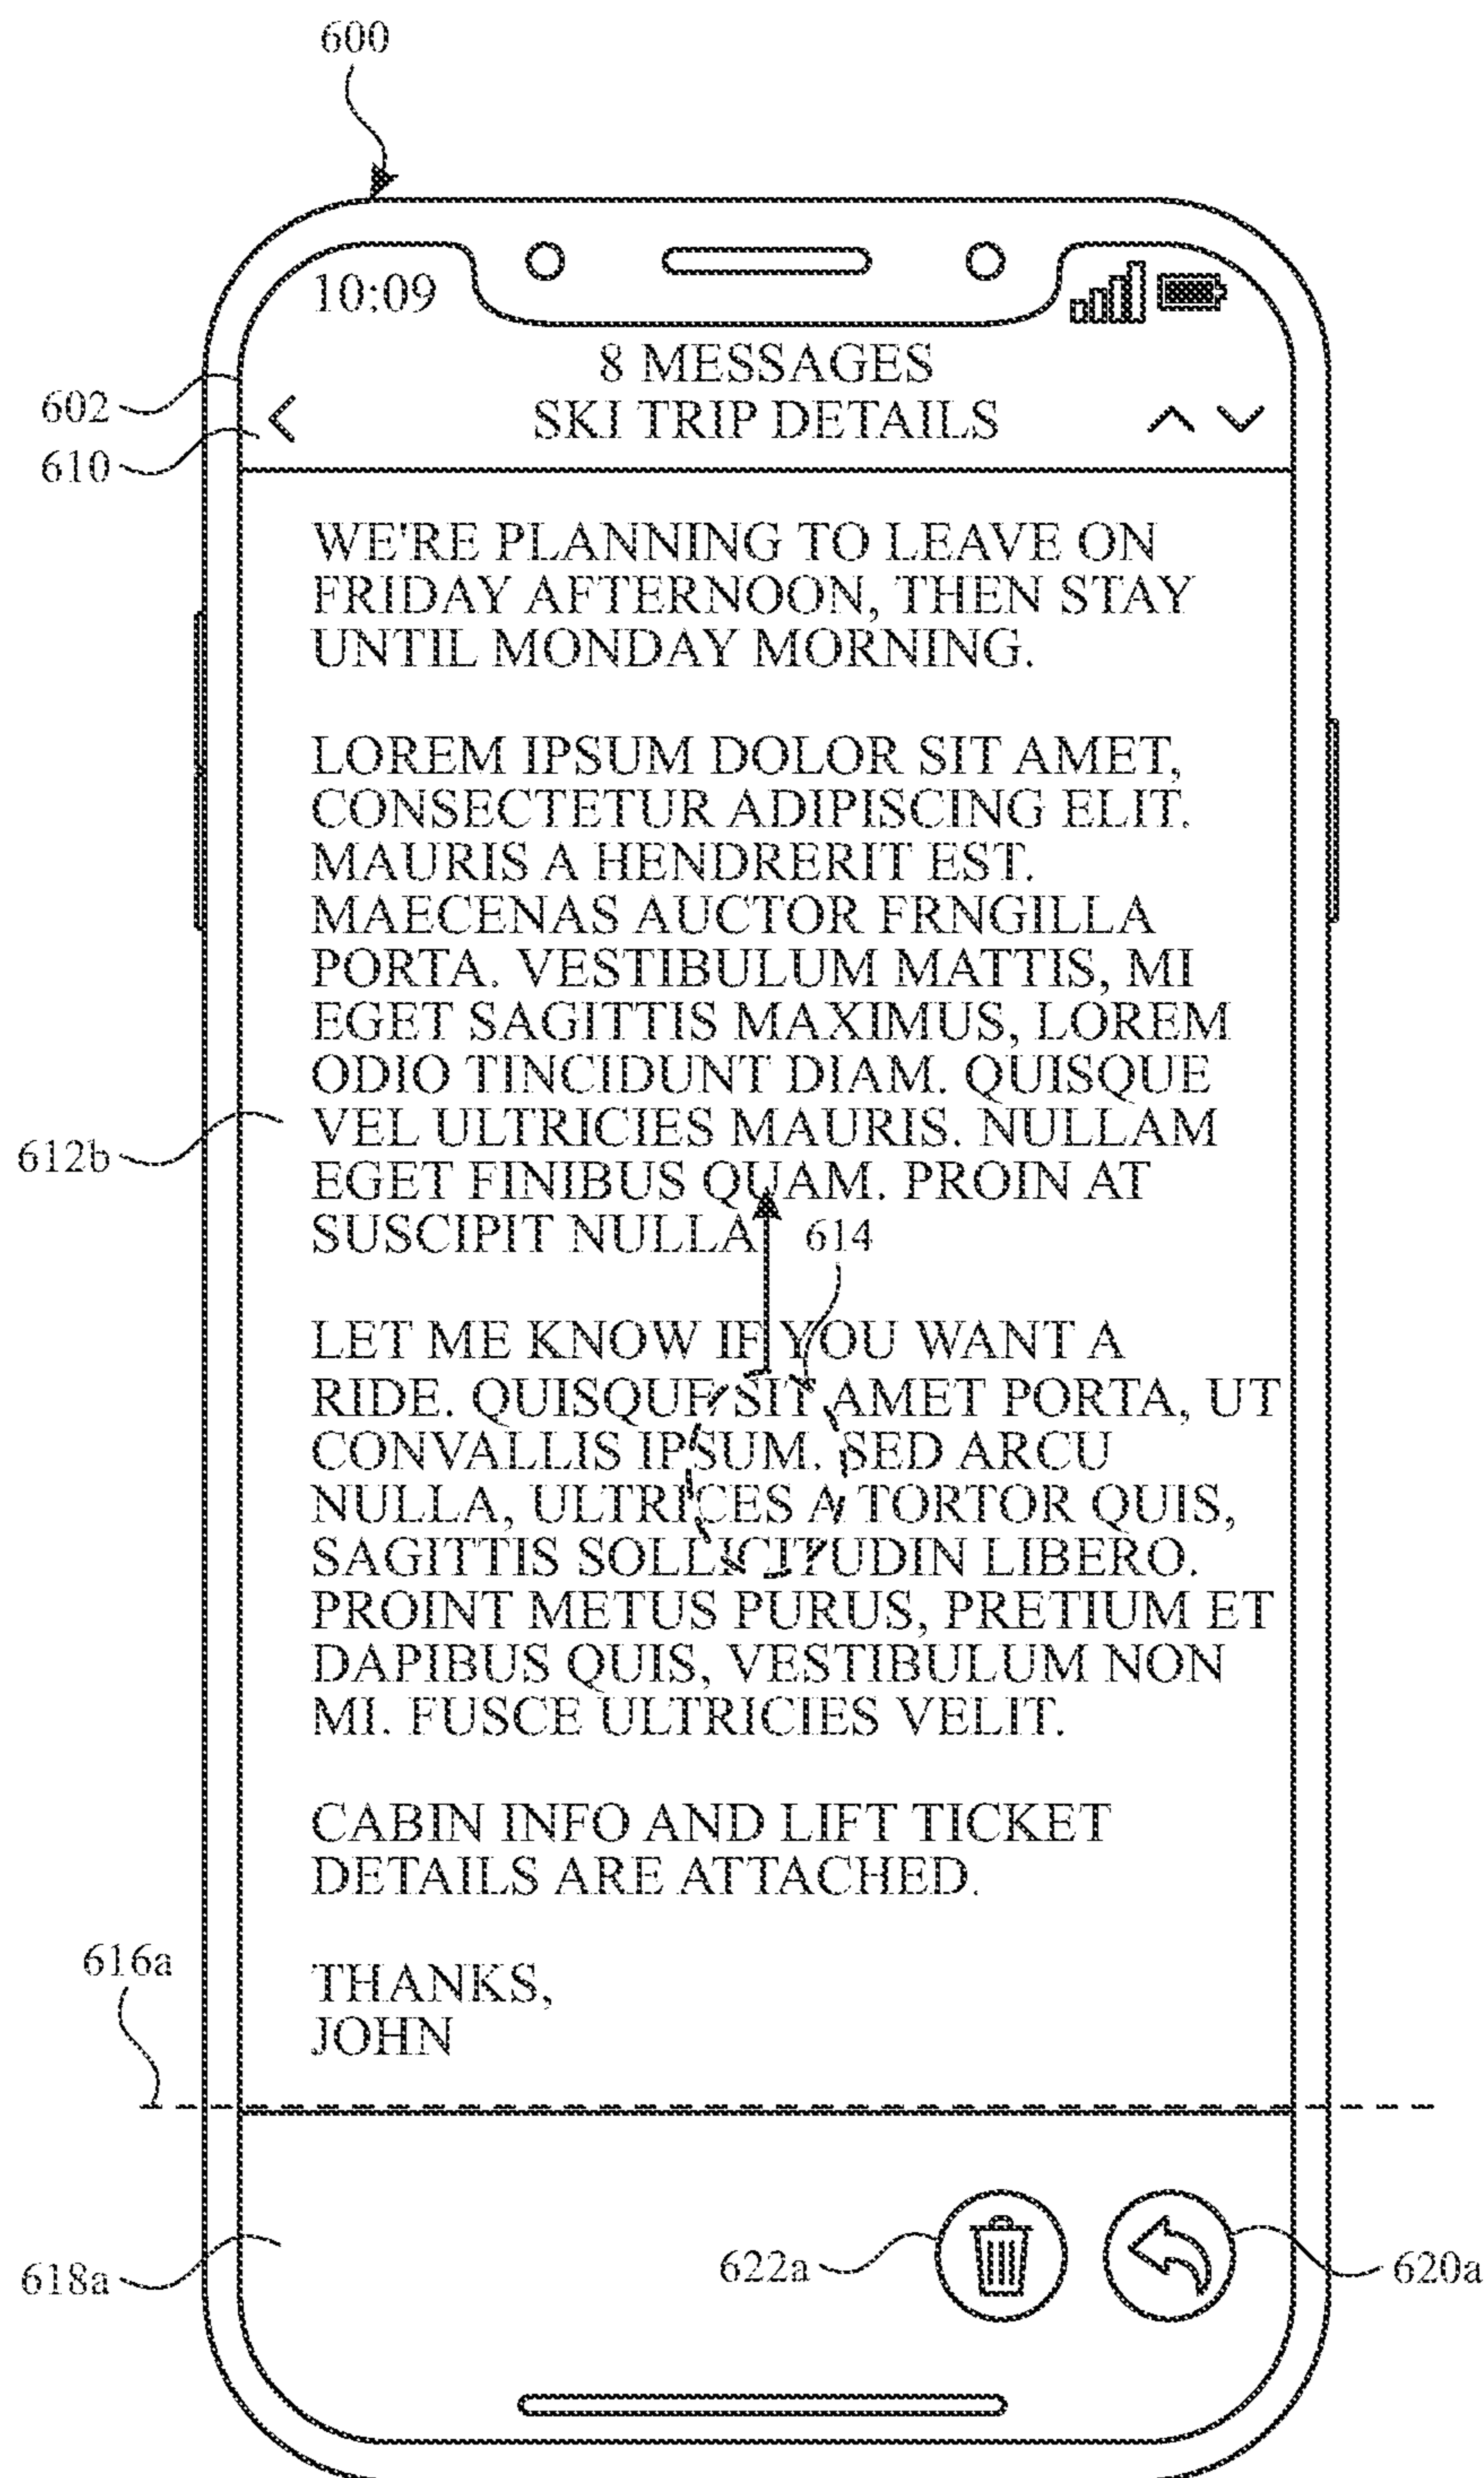 600
10:09
8 MESSAGES
602
SKI TRIP DETAILS
610
WE'RE PLANNING TO LEAVE ON
FRIDAY AFTERNOON, THEN STAY
UNTIL MONDAY MORNING.
LOREM IPSUM DOLOR SIT AMET,
CONSECTETUR ADIPISCING ELIT.
MAURIS A HENDRERIT EST.
MAECENAS AUCTOR FRNGILLA
PORTA. VESTIBULUM MATTIS, MI
EGET SAGITTIS MAXIMUS, LOREM
ODIO TINCIDUNT DIAM. QUISQUE
VEL ULTRICIES MAURIS. NULLAM
612b
EGET FINIBUS QUAM. PROIN AT
SUSCIPIT NULLA
614
LET ME KNOW IF YOU WANT A
RIDE. QUISQUE SIT AMET PORTA, UT
CONVALLIS IPSUM. SED ARCU
NULLA, ULTRICES A TORTOR QUIS,
SAGITTIS SOLLICITUDIN LIBERO.
PROINT METUS PURUS, PRETIUM ET
DAPIBUS QUIS, VESTIBULUM NON
MI. FUSCE ULTRICIES VELIT.
CABIN INFO AND LIFT TICKET
DETAILS ARE ATTACHED.
616a
THANKS,
JOHN
618a
622a
620a